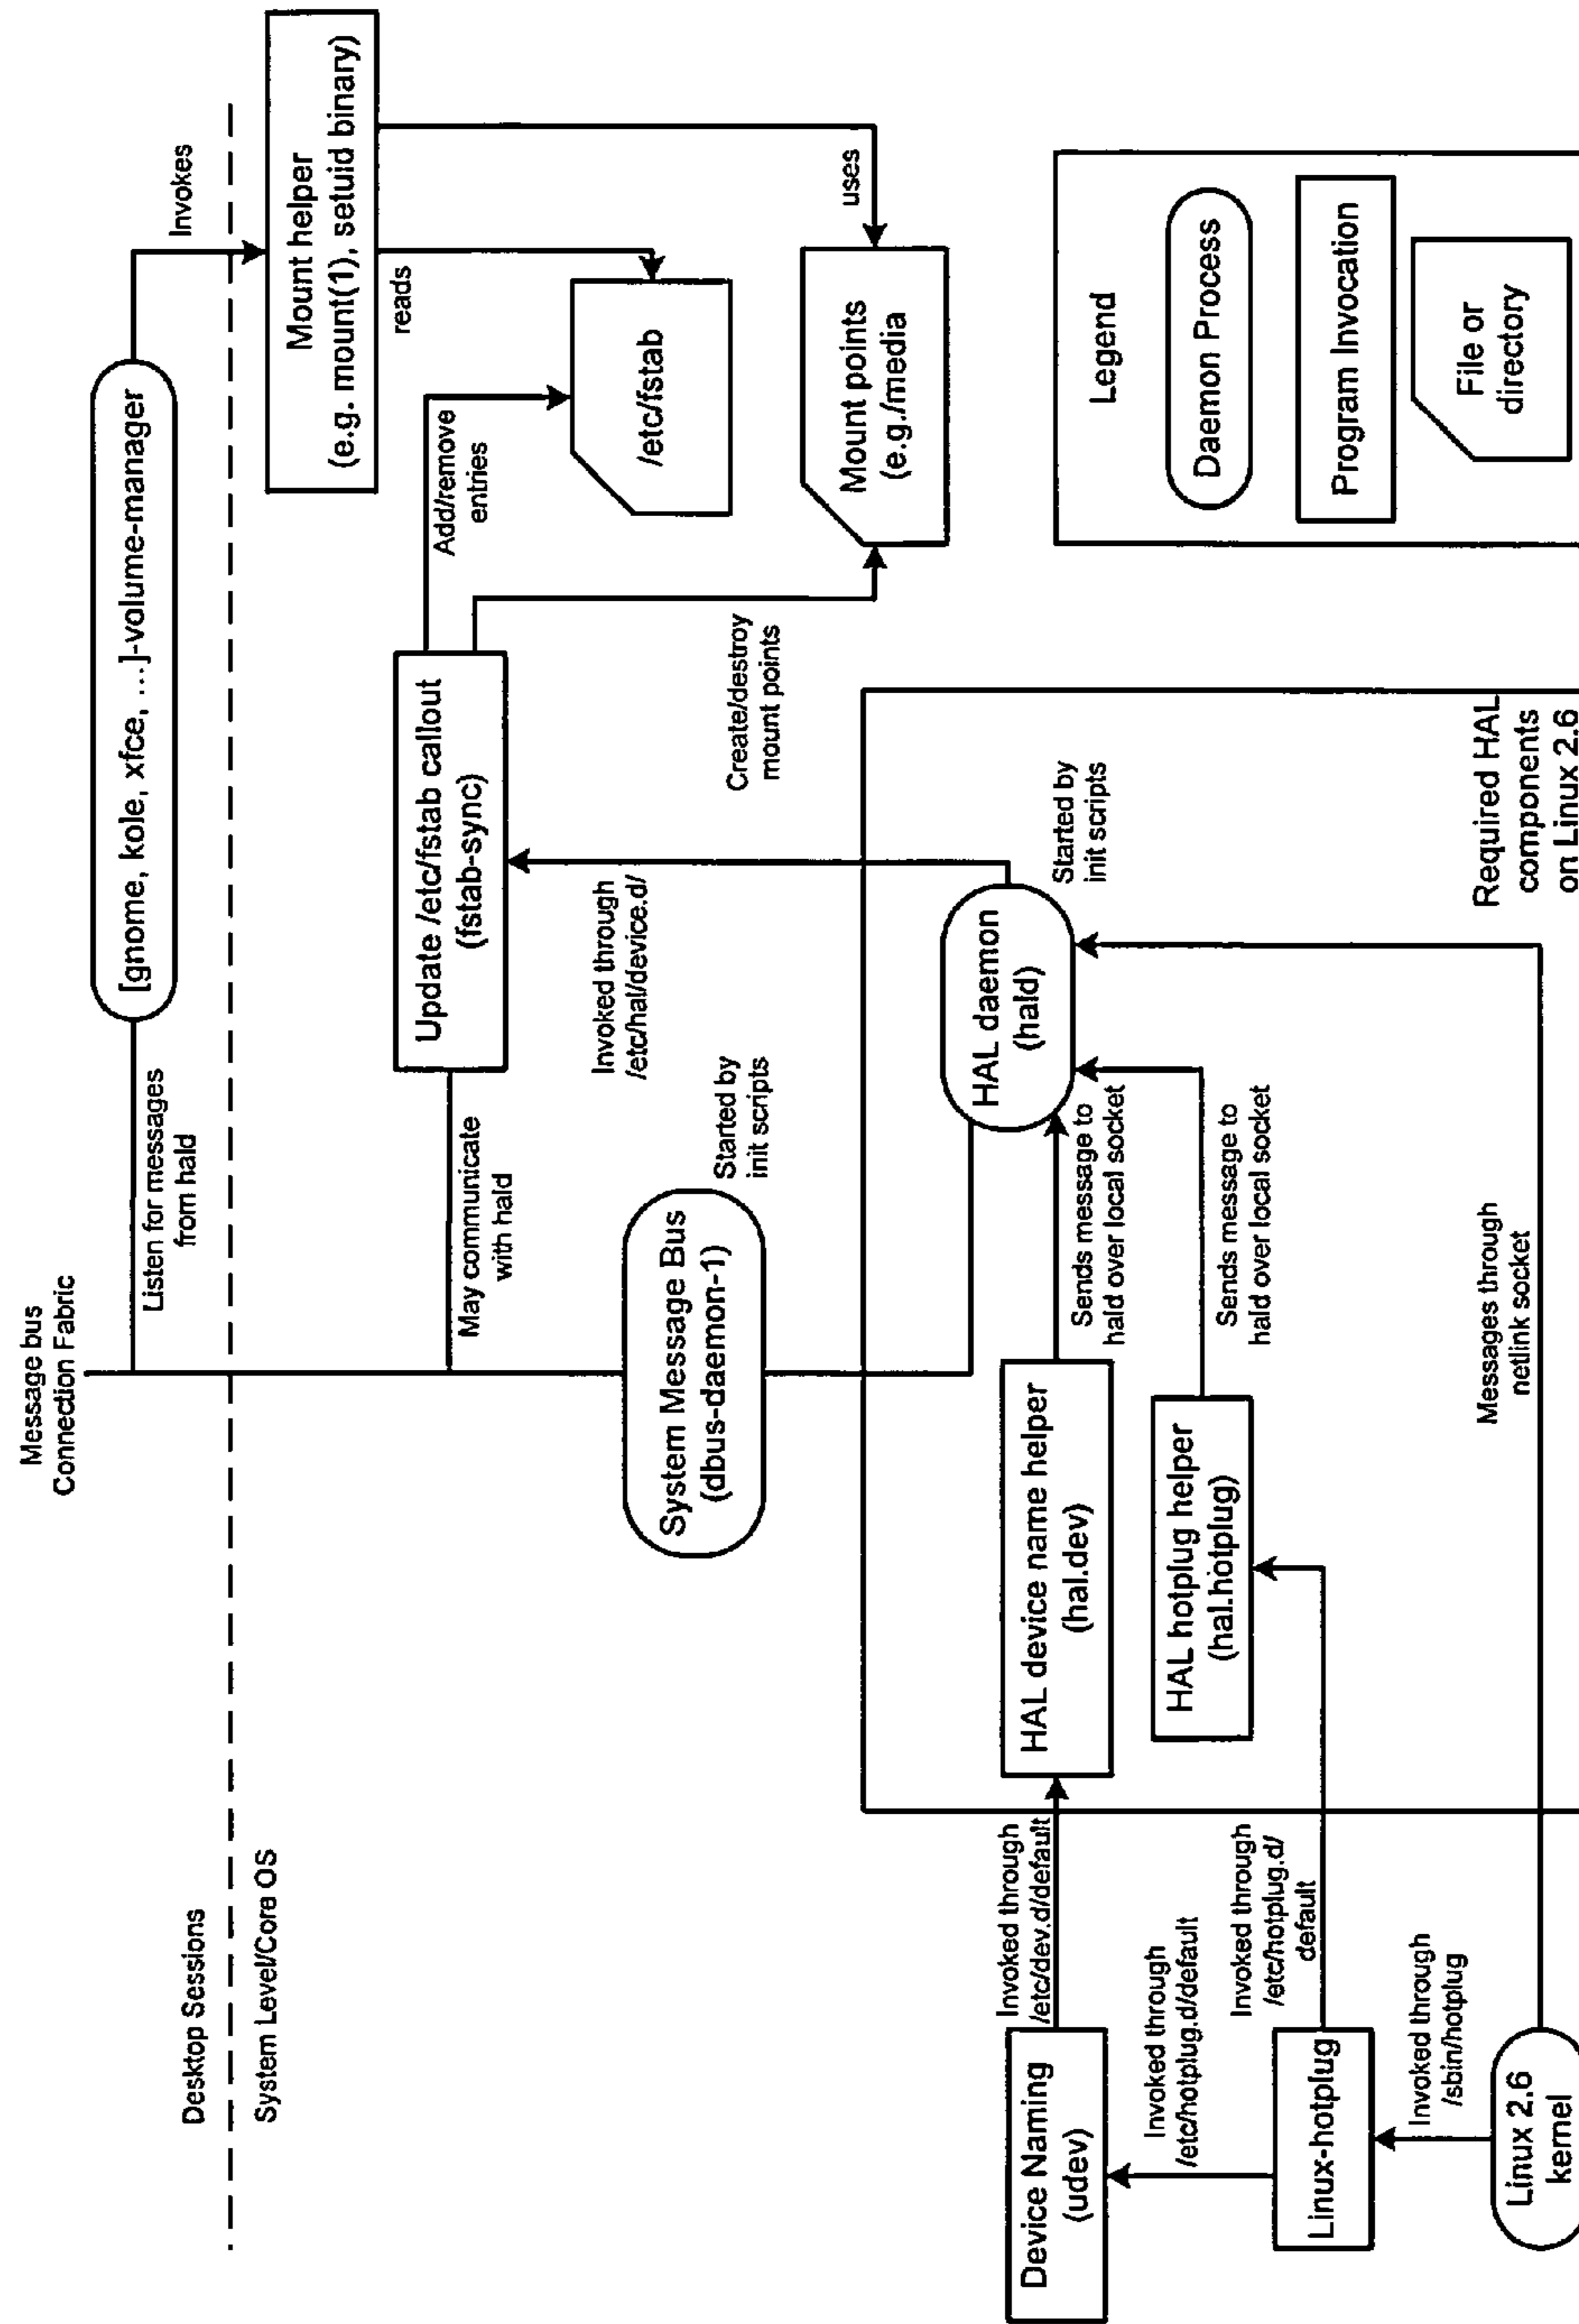 Message bus
Connection Fabric
Desktop Sessions
System Level/Core OS
Listen for messages
from hald
[gnome, kole, xfce, ...]-volume-manager
Invokes
Mount helper
(e.g. mount(1), setuid binary)
May communicate
with hald
Update /etc/fstab callout
(fstab-sync)
Add/remove
entries
reads
/etc/fstab
uses
Mount points
(e.g./media
Create/destroy
mount points
Invoked through
/etc/hal/device.d/
System Message Bus
(dbus-daemon-1)
Started by
init scripts
HAL daemon
(hald)
Started by
init scripts
Device Naming
(udev)
Invoked through
/etc/dev.d/default
HAL device name helper
(hal.dev)
Sends message to
hald over local socket
Invoked through
/etc/hotplug.d/default
Invoked through
/etc/hotplug.d/
default
HAL hotplug helper
(hal.hotplug)
Sends message to
hald over local socket
Linux-hotplug
Invoked through
/sbin/hotplug
Linux 2.6
kernel
Messages through
netlink socket
Required HAL
components
on Linux 2.6
Legend
Daemon Process
Program Invocation
File or
directory